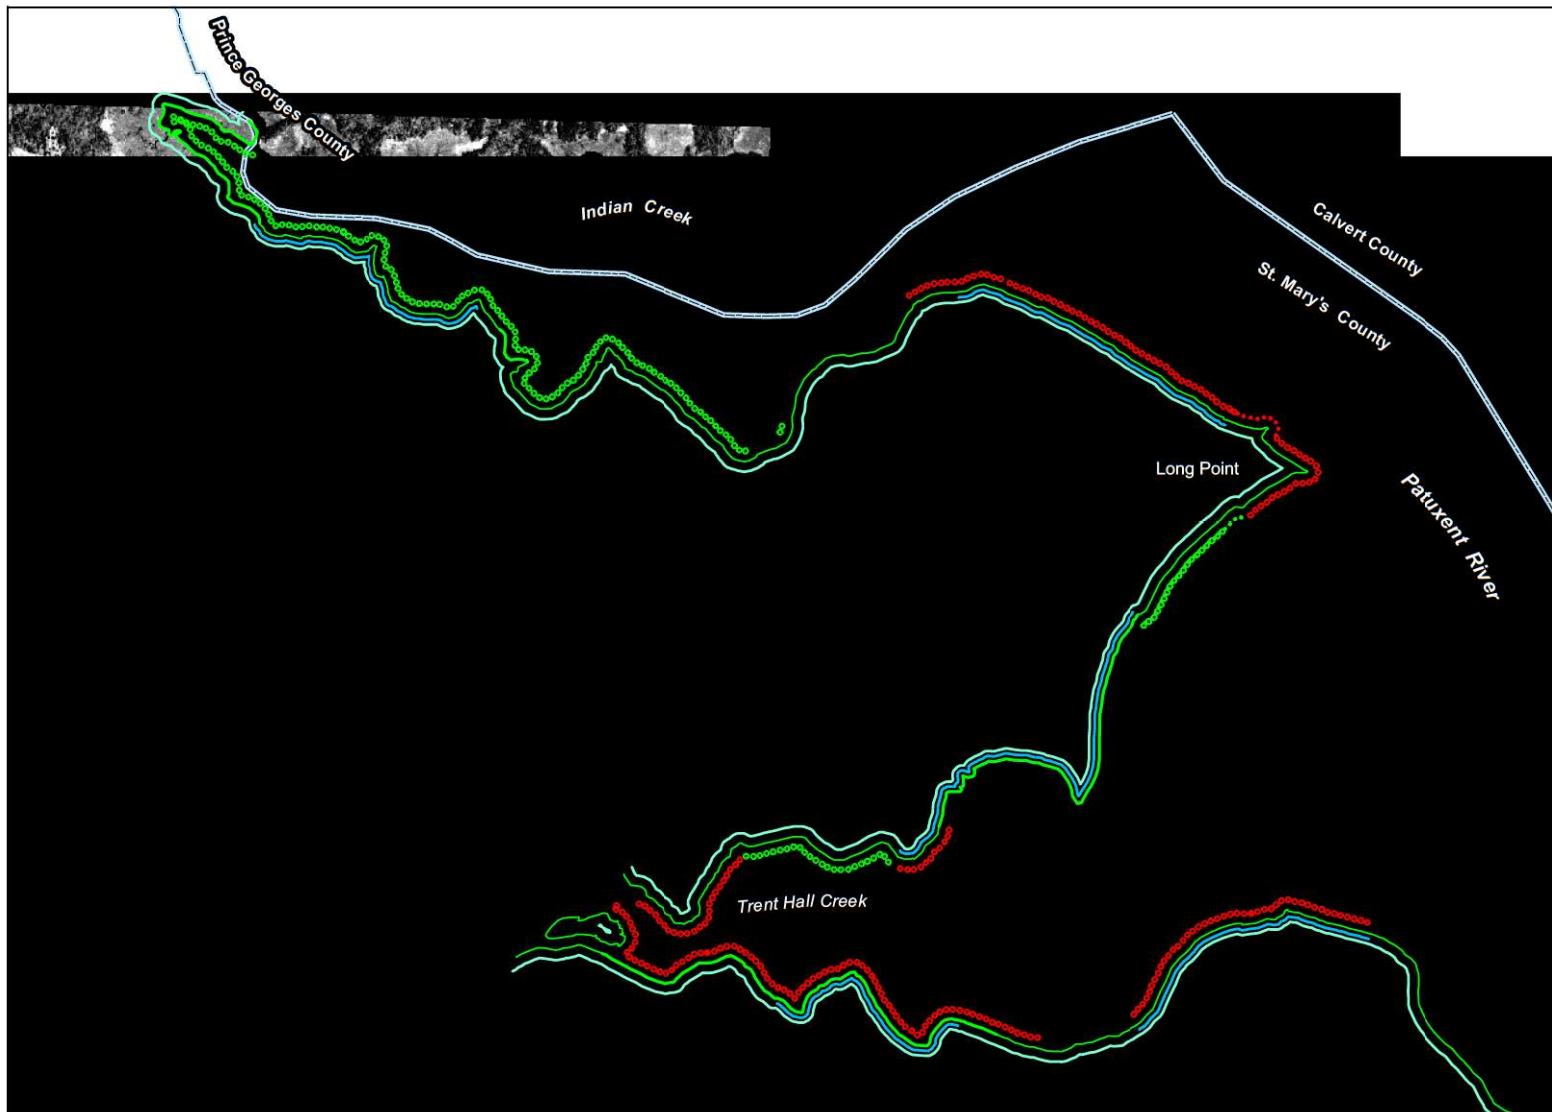 Prince Georges County
Indian Creek
Calvert County
St. Mary's County
Long Point
Patuxent River
Trent Hall Creek